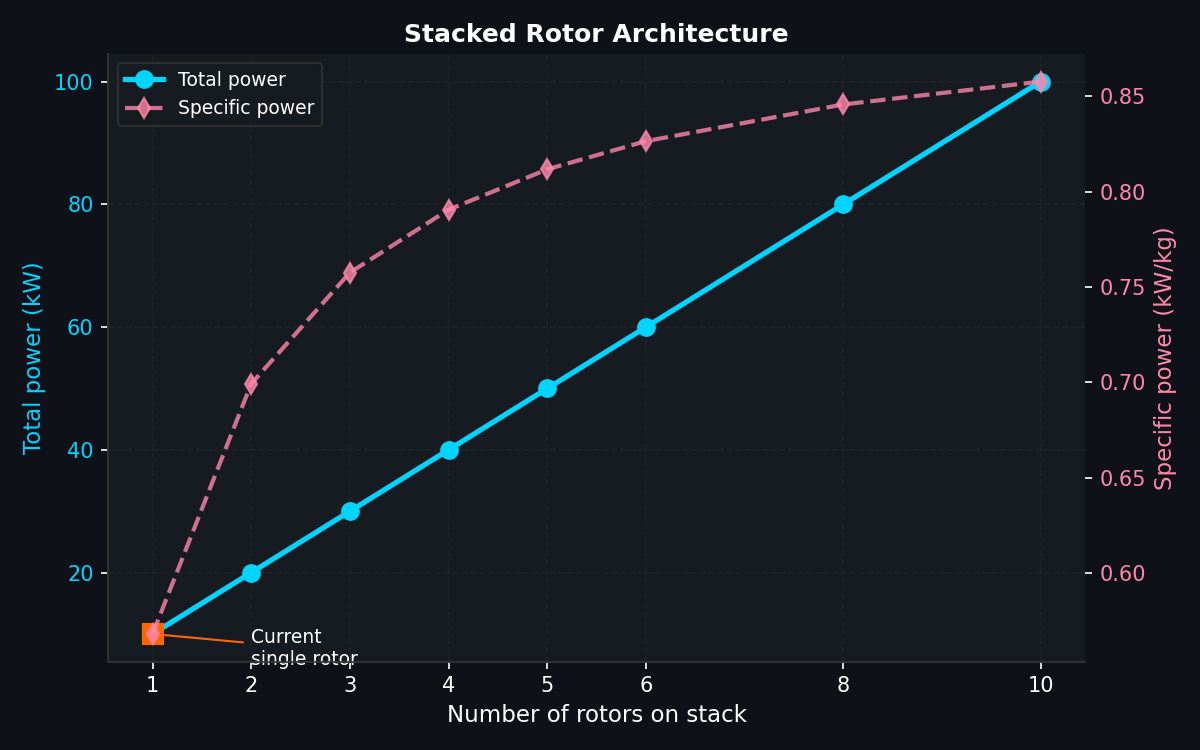 Stacked Rotor Architecture
Total power
Specific power
Total power (kW)
100
80
60
40
20
0.85
0.80
0.75
0.70
0.65
0.60
Specific power (kW/kg)
Current
single rotor
1 2 3 4 5 6 8 10
Number of rotors on stack